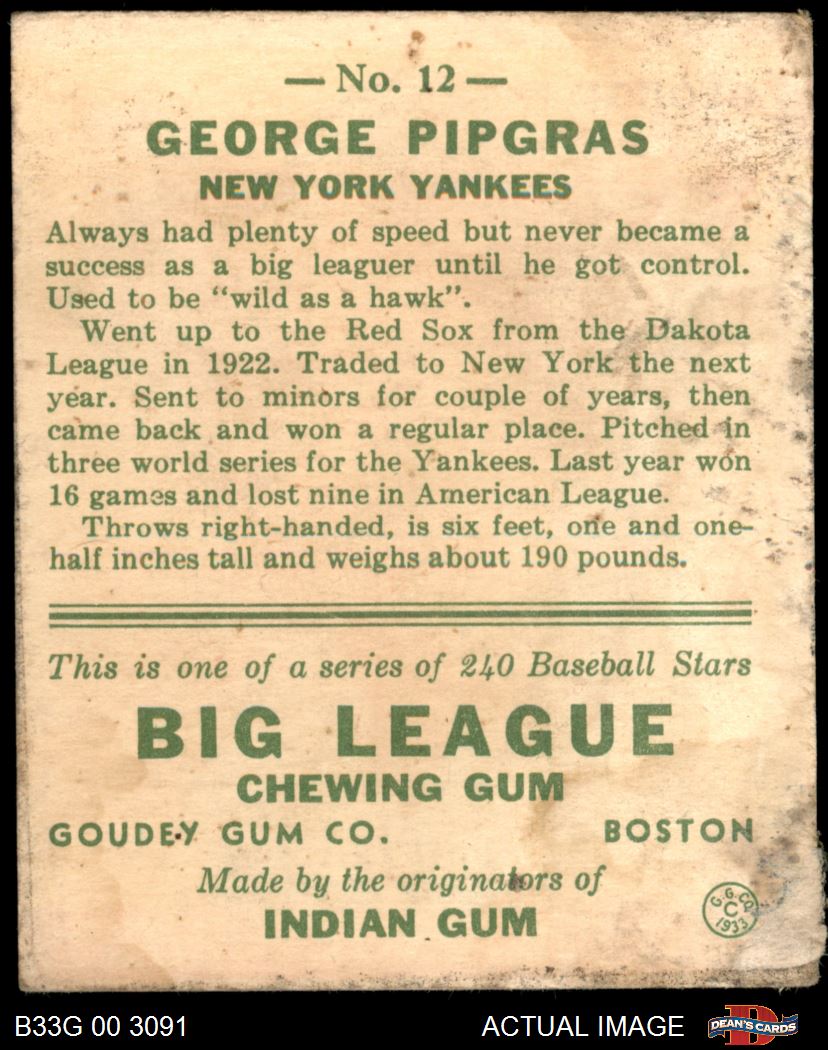 — No. 12 —
GEORGE PIPGRAS
NEW YORK YANKEES
Always had plenty of speed but never became a
success as a big leaguer until he got control.
Used to be “wild as a hawk”.
Went up to the Red Sox from the Dakota
League in 1922. Traded to New York the next
year. Sent to minors for couple of years, then
came back and won a regular place. Pitched in
three world series for the Yankees. Last year won
16 games and lost nine in American League.
Throws right-handed, is six feet, one and one-
half inches tall and weighs about 190 pounds.
This is one of a series of 240 Baseball Stars
BIG LEAGUE
CHEWING GUM
GOUDEY GUM CO. BOSTON
Made by the originators of
INDIAN GUM
G. G. CO.
C
1933
B33G 00 3091 ACTUAL IMAGE D DEAN'S CARDS